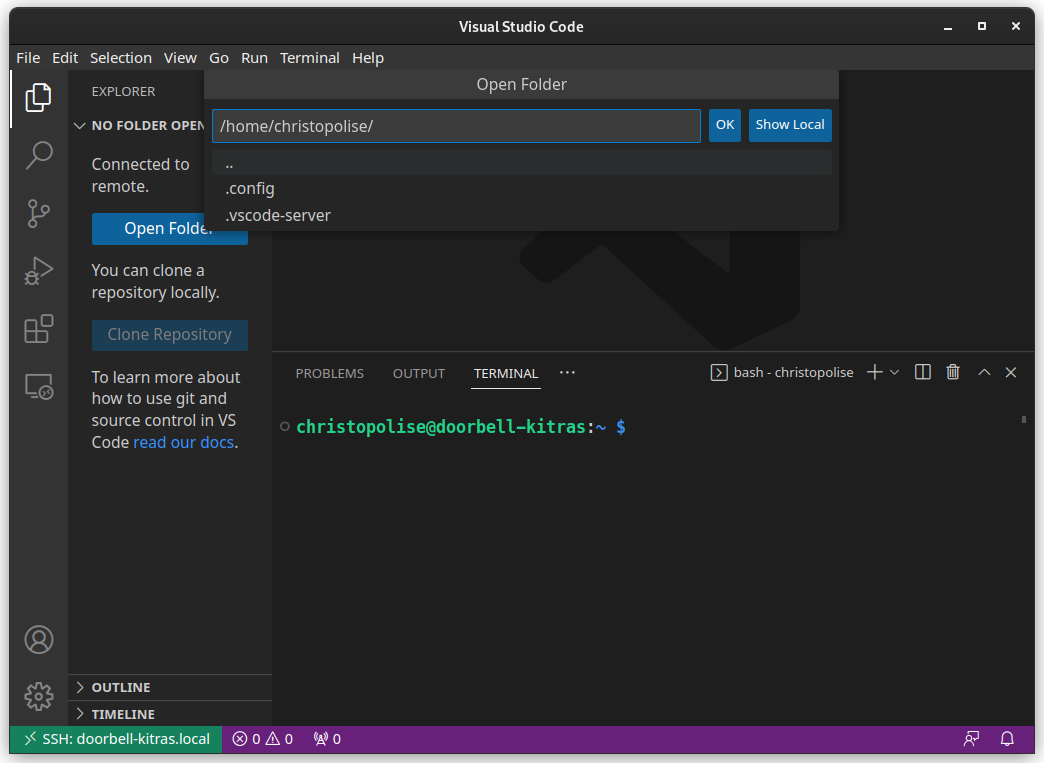 Visual Studio Code
File Edit Selection View Go Run Terminal Help
EXPLORER
NO FOLDER OPEN
Connected to
remote.
Open Folder
You can clone a
repository locally.
Clone Repository
To learn more about
how to use git and
source control in VS
Code read our docs.
OUTLINE
TIMELINE
Open Folder
/home/christopolise/
OK
Show Local
..
.config
.vscode-server
PROBLEMS OUTPUT TERMINAL ···
bash - christopolise
christopolise@doorbell-kitras:~ $
SSH: doorbell-kitras.local 0 0 0